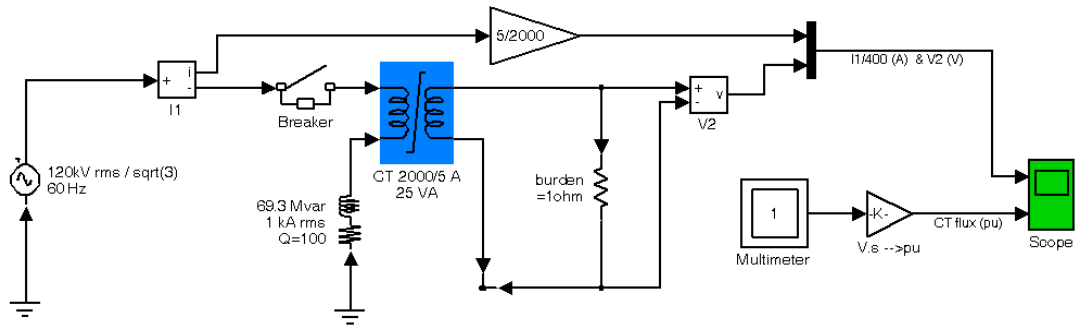 5/2000
I1/400 (A)  & V2 (V)
+
i
-
I1
Breaker
+
-
v
V2
120kV rms / sqrt(3)
60 Hz
CT 2000/5 A
25 VA
69.3 Mvar
1 kA rms
Q=100
burden
=1ohm
1
Multimeter
-K-
V.s -->pu
CT flux (pu)
Scope